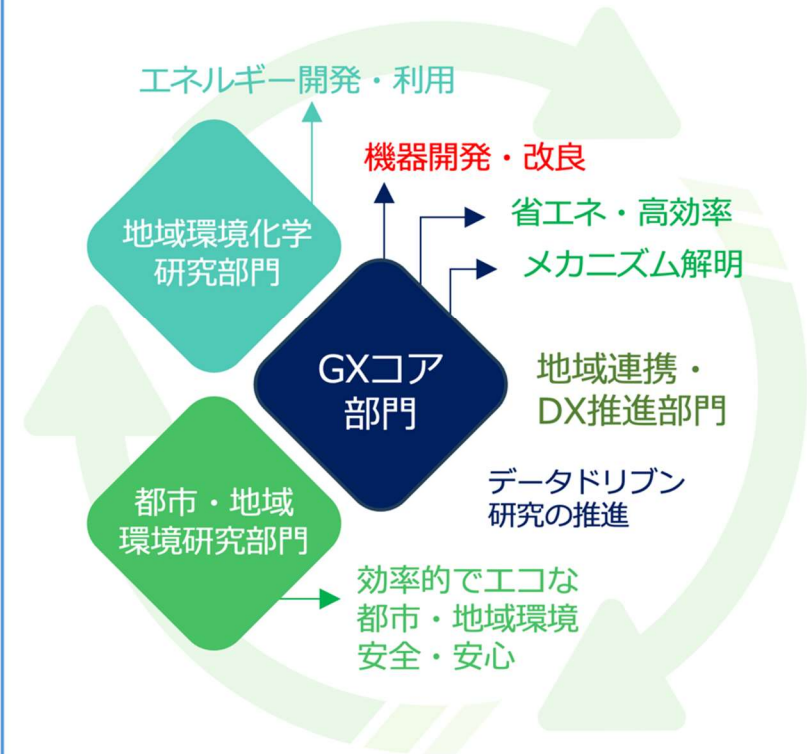 エネルギー開発・利用
機器開発・改良
省エネ・高効率
メカニズム解明
地域環境化学
研究部門
GXコア
部門
地域連携・
DX推進部門
データドリブン
研究の推進
都市・地域
環境研究部門
効率的でエコな
都市・地域環境
安全・安心